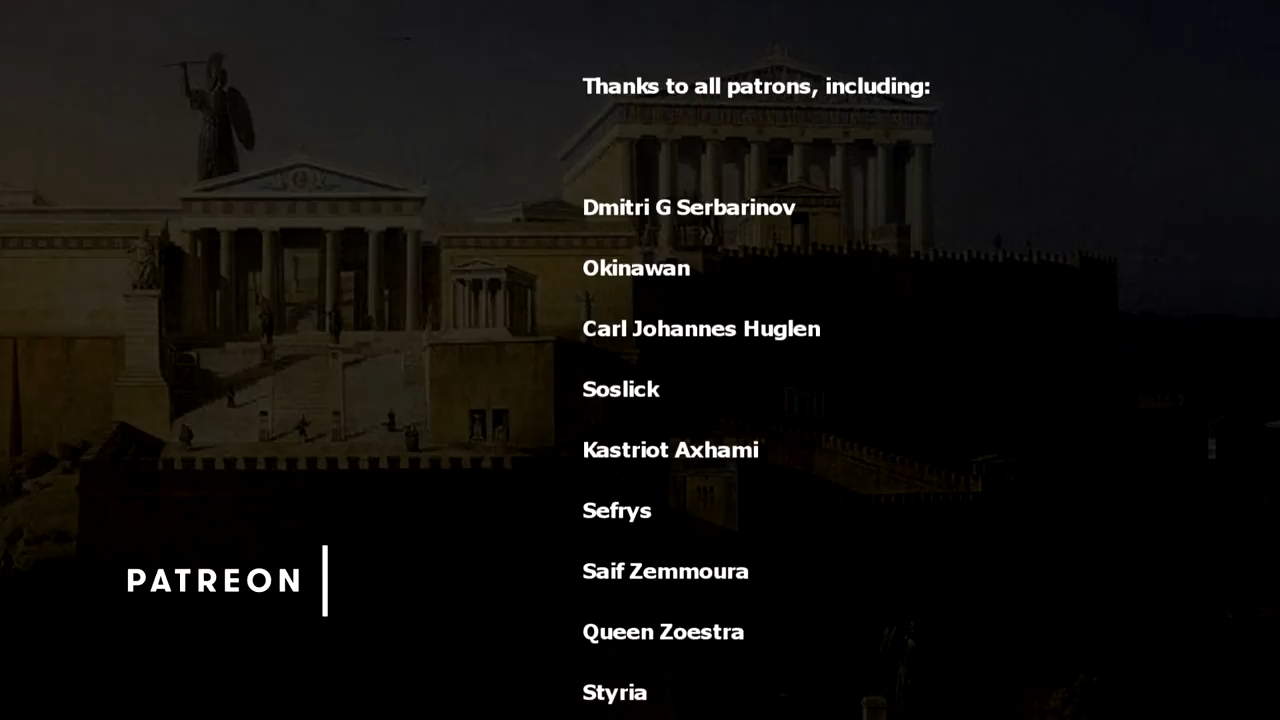 Thanks to all patrons, including:
Dmitri G Serbarinov
Okinawan
Carl Johannes Huglen
Soslick
Kastriot Axhami
Sefrys
Saif Zemmoura
PATREON
Queen Zoestra
Styria